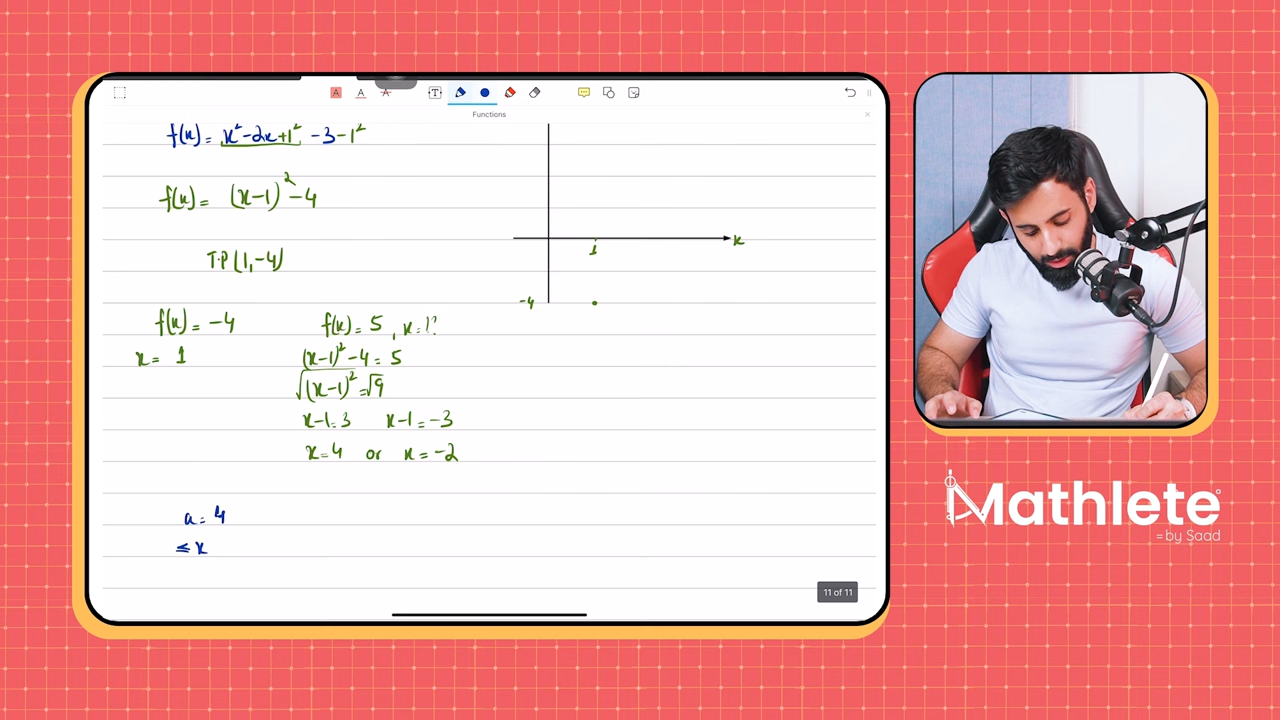 Functions
f(x) = x²-2x+1² -3-1²
f(x) = (x-1)² -4
T.P (1,-4)
x
1
-4
f(x) = -4
x = 1
f(x) = 5 , x = !?
(x-1)² -4 = 5
√(x-1)² = √9
x-1=3 x-1=-3
x=4 or x=-2
a = 4
≤ x
11 of 11
Mathlete
=by Saad